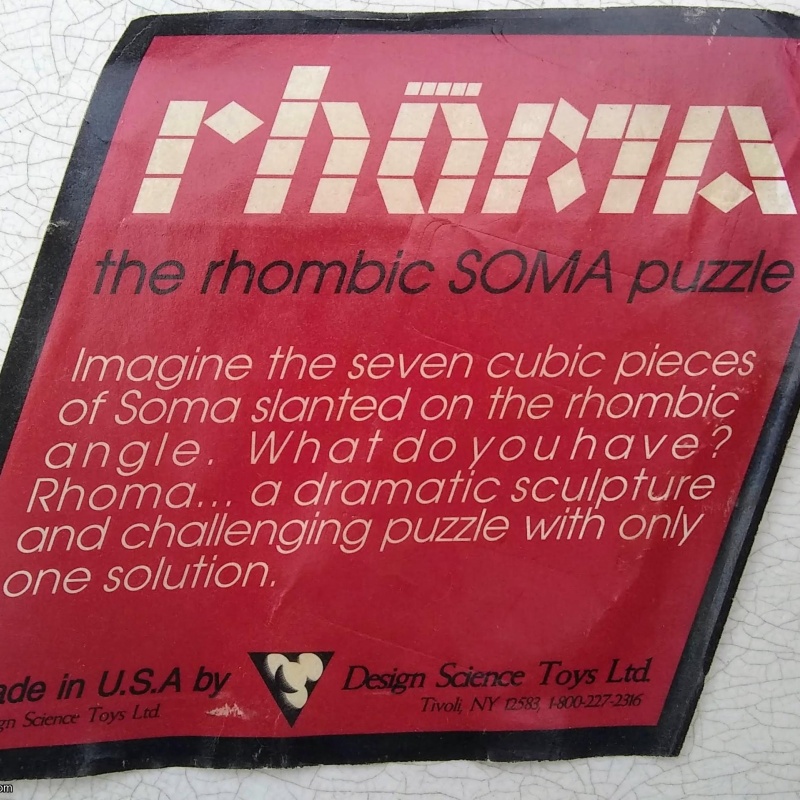 rhōma
the rhombic SOMA puzzle
Imagine the seven cubic pieces
of Soma slanted on the rhombic
angle. What do you have?
Rhoma... a dramatic sculpture
and challenging puzzle with only
one solution.
ade in U.S.A by
gn Science Toys Ltd.
Design Science Toys Ltd.
Tivoli, NY 12583, 1-800-227-2316
om